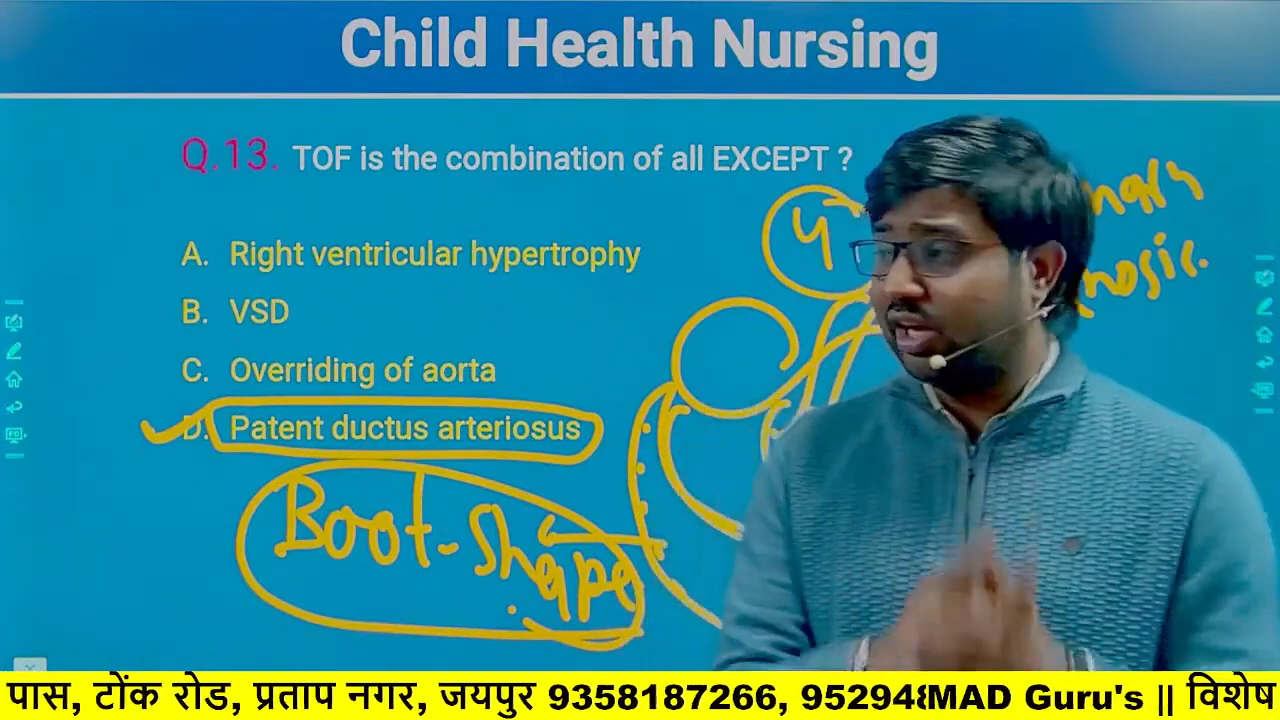 Child Health Nursing
Q.13. TOF is the combination of all EXCEPT ?
A. Right ventricular hypertrophy
B. VSD
C. Overriding of aorta
D. Patent ductus arteriosus
Boot-shape
पास, टोंक रोड, प्रताप नगर, जयपुर 9358187266, 95294 MAD Guru's || विशेष